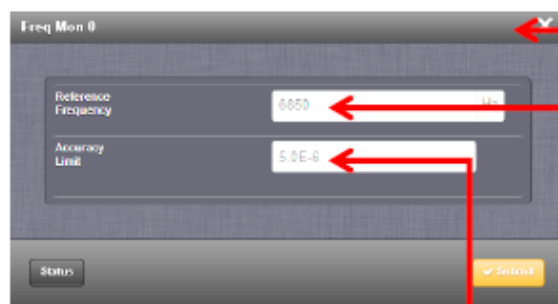 Freq Mon 0
Reference
Frequency
6850 Hz
Accuracy
Limit
5.0E-6
Status
Submit